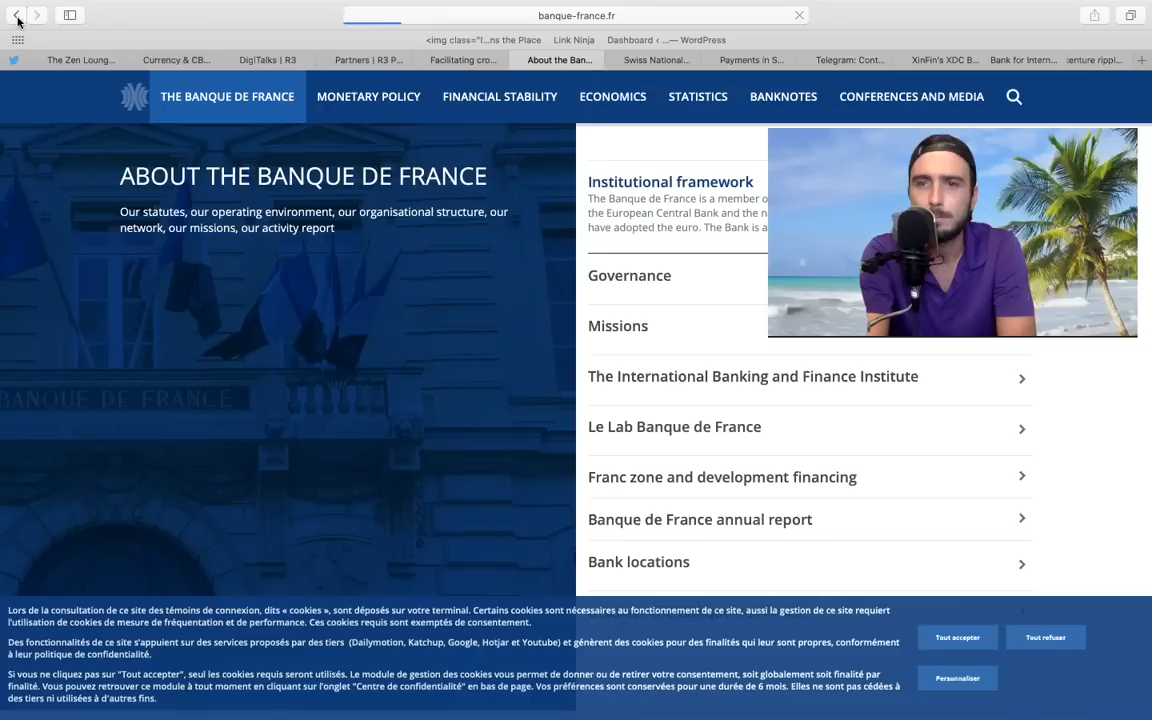 banque-france.fr
<img class="l...ns the Place Link Ninja Dashboard ‹ ...— WordPress
The Zen Loung... Currency & CB... DigiTalks | R3 Partners | R3 P... Facilitating cro... About the Ban... Swiss National... Payments in S... Telegram: Cont... XinFin's XDC B... Bank for Intern... :enture rippl...
THE BANQUE DE FRANCE MONETARY POLICY FINANCIAL STABILITY ECONOMICS STATISTICS BANKNOTES CONFERENCES AND MEDIA
ABOUT THE BANQUE DE FRANCE
Our statutes, our operating environment, our organisational structure, our
network, our missions, our activity report
BANQUE DE FRANCE
Institutional framework
The Banque de France is a member o
the European Central Bank and the n
have adopted the euro. The Bank is a
Governance
Missions
The International Banking and Finance Institute
Le Lab Banque de France
Franc zone and development financing
Banque de France annual report
Bank locations
Lors de la consultation de ce site des témoins de connexion, dits « cookies », sont déposés sur votre terminal. Certains cookies sont nécessaires au fonctionnement de ce site, aussi la gestion de ce site requiert
l'utilisation de cookies de mesure de fréquentation et de performance. Ces cookies requis sont exemptés de consentement.
Des fonctionnalités de ce site s'appuient sur des services proposés par des tiers (Dailymotion, Katchup, Google, Hotjar et Youtube) et génèrent des cookies pour des finalités qui leur sont propres, conformément
à leur politique de confidentialité.
Si vous ne cliquez pas sur "Tout accepter", seul les cookies requis seront utilisés. Le module de gestion des cookies vous permet de donner ou de retirer votre consentement, soit globalement soit finalité par
finalité. Vous pouvez retrouver ce module à tout moment en cliquant sur l'onglet "Centre de confidentialité" en bas de page. Vos préférences sont conservées pour une durée de 6 mois. Elles ne sont pas cédées à
des tiers ni utilisées à d'autres fins.
Tout accepter Tout refuser
Personnaliser